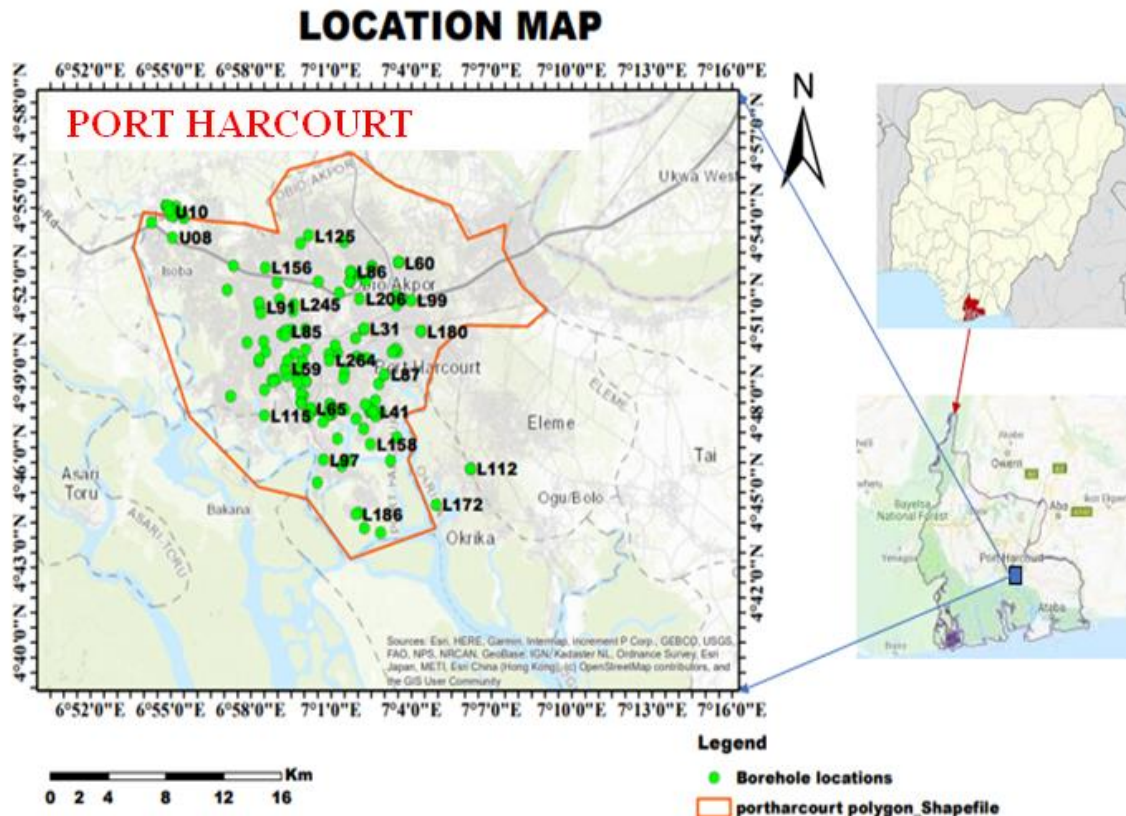 LOCATION MAP
6°52'0"E 6°55'0"E 6°58'0"E 7°1'0"E 7°4'0"E 7°7'0"E 7°10'0"E 7°13'0"E 7°16'0"E
PORT HARCOURT
N
OBIO/AKPOR
Ukwa West
-Rd
U10
U08
L125
Isoba
L156
L86
L60
Obio/Akpor
L91
L245
L206
L99
L85
L31
L180
L59
L264
Port Harcourt
L87
ELEME
L115
L65
L41
Eleme
L158
Tai
L97
L112
Asari
Toru
Ogu/Bolo
Bakana
L172
L186
Okrika
ASARI-TORU
4°58'0"N
4°55'0"N
4°52'0"N
4°49'0"N
4°46'0"N
4°43'0"N
4°40'0"N
4°57'0"N
4°54'0"N
4°51'0"N
4°48'0"N
4°45'0"N
4°42'0"N
Sources: Esri, HERE, Garmin, Intermap, increment P Corp., GEBCO, USGS,
FAO, NPS, NRCAN, GeoBase, IGN, Kadaster NL, Ordnance Survey, Esri
Japan, METI, Esri China (Hong Kong), (c) OpenStreetMap contributors, and
the GIS User Community
6°52'0"E 6°55'0"E 6°58'0"E 7°1'0"E 7°4'0"E 7°7'0"E 7°10'0"E 7°13'0"E 7°16'0"E
Owerri
Aba
Bayelsa
National Forest
Yenagoa
Port Harcourt
Km
0 2 4 8 12 16
Legend
Borehole locations
portharcourt polygon_Shapefile